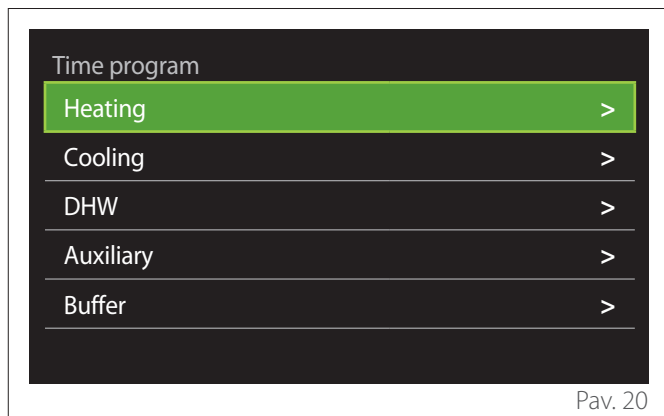 Time program
Heating >
Cooling >
DHW >
Auxiliary >
Buffer >
Pav. 20